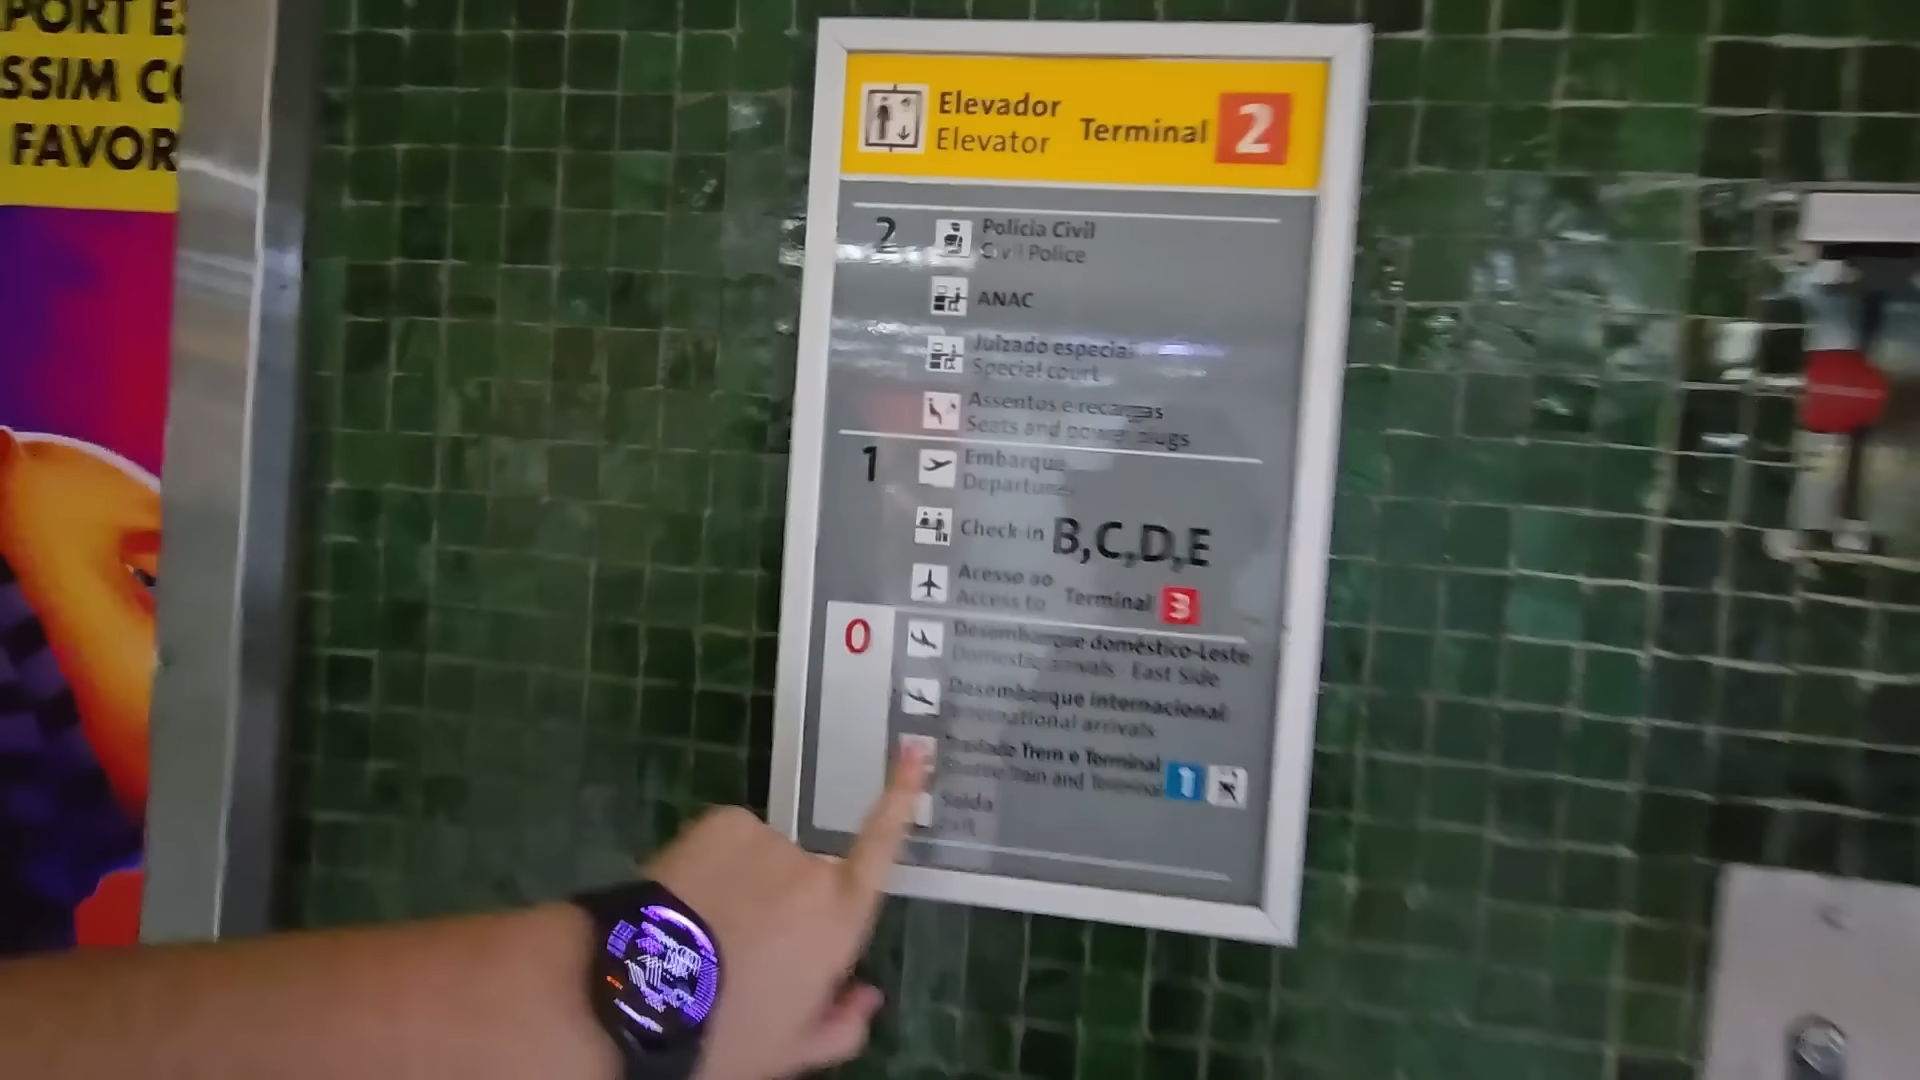 PORT E
SSIM CO
FAVOR
Elevador
Elevator
Terminal 2
2
Polícia Civil
Civil Police
ANAC
Juizado especial
Special court
Assentos e recargas
Seats and power plugs
1
Embarque
Departures
Check-in B,C,D,E
Acesso ao
Access to
Terminal 3
0
Desembarque doméstico-Leste
Domestic arrivals - East Side
Desembarque internacional
International arrivals
Traslado Trem e Terminal
Shuttle Train and Terminal
1
Saída
Exit